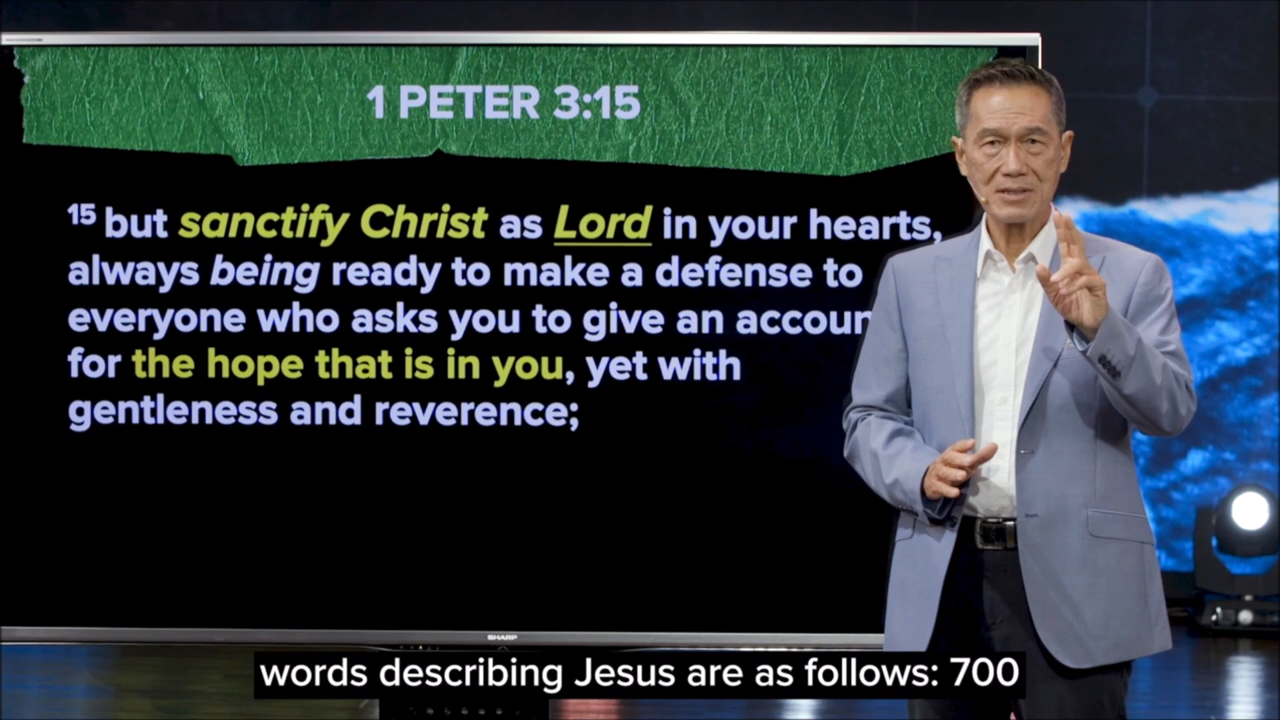 1 PETER 3:15
15 but sanctify Christ as Lord in your hearts,
always being ready to make a defense to
everyone who asks you to give an accoun
for the hope that is in you, yet with
gentleness and reverence;
SHARP
words describing Jesus are as follows: 700